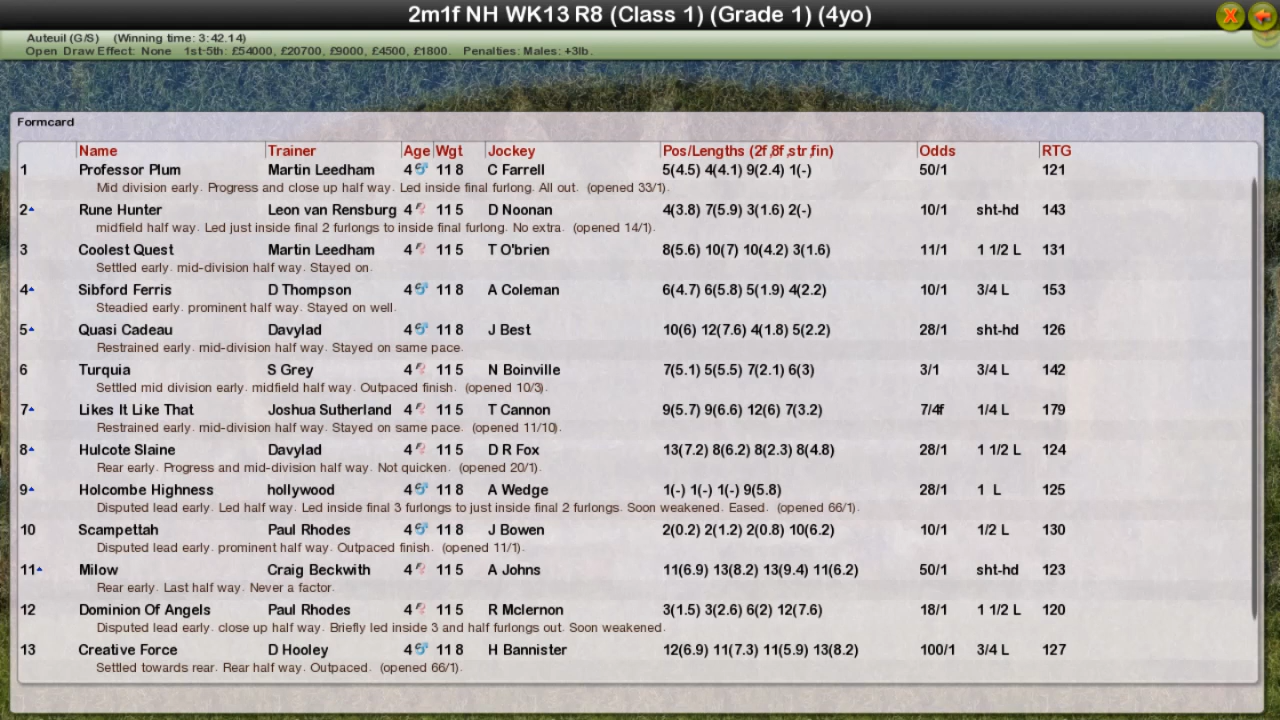 2m1f NH WK13 R8 (Class 1) (Grade 1) (4yo)
Auteuil (G/S) (Winning time: 3:42.14)
Open Draw Effect: None 1st-5th: £54000, £20700, £9000, £4500, £1800. Penalties: Males: +3lb.
Formcard
Name Trainer Age Wgt Jockey Pos/Lengths (2f,8f,str,fin) Odds RTG
1 Professor Plum Martin Leedham 4 11 8 C Farrell 5(4.5) 4(4.1) 9(2.4) 1(-) 50/1 121
Mid division early. Progress and close up half way. Led inside final furlong. All out. (opened 33/1).
2 Rune Hunter Leon van Rensburg 4 11 5 D Noonan 4(3.8) 7(5.9) 3(1.6) 2(-) 10/1 sht-hd 143
midfield half way. Led just inside final 2 furlongs to inside final furlong. No extra. (opened 14/1).
3 Coolest Quest Martin Leedham 4 11 5 T O'brien 8(5.6) 10(7) 10(4.2) 3(1.6) 11/1 1 1/2 L 131
Settled early. mid-division half way. Stayed on.
4 Sibford Ferris D Thompson 4 11 8 A Coleman 6(4.7) 6(5.8) 5(1.9) 4(2.2) 10/1 3/4 L 153
Steadied early. prominent half way. Stayed on well.
5 Quasi Cadeau Davylad 4 11 8 J Best 10(6) 12(7.6) 4(1.8) 5(2.2) 28/1 sht-hd 126
Restrained early. mid-division half way. Stayed on same pace.
6 Turquia S Grey 4 11 5 N Boinville 7(5.1) 5(5.5) 7(2.1) 6(3) 3/1 3/4 L 142
Settled mid division early. midfield half way. Outpaced finish. (opened 10/3).
7 Likes It Like That Joshua Sutherland 4 11 5 T Cannon 9(5.7) 9(6.6) 12(6) 7(3.2) 7/4f 1/4 L 179
Restrained early. mid-division half way. Stayed on same pace. (opened 11/10).
8 Hulcote Slaine Davylad 4 11 5 D R Fox 13(7.2) 8(6.2) 8(2.3) 8(4.8) 28/1 1 1/2 L 124
Rear early. Progress and mid-division half way. Not quicken. (opened 20/1).
9 Holcombe Highness hollywood 4 11 8 A Wedge 1(-) 1(-) 1(-) 9(5.8) 28/1 1 L 125
Disputed lead early. Led half way. Led inside final 3 furlongs to just inside final 2 furlongs. Soon weakened. Eased. (opened 66/1).
10 Scampettah Paul Rhodes 4 11 8 J Bowen 2(0.2) 2(1.2) 2(0.8) 10(6.2) 10/1 1/2 L 130
Disputed lead early. prominent half way. Outpaced finish. (opened 11/1).
11 Milow Craig Beckwith 4 11 5 A Johns 11(6.9) 13(8.2) 13(9.4) 11(6.2) 50/1 sht-hd 123
Rear early. Last half way. Never a factor.
12 Dominion Of Angels Paul Rhodes 4 11 5 R Mclernon 3(1.5) 3(2.6) 6(2) 12(7.6) 18/1 1 1/2 L 120
Disputed lead early. close up half way. Briefly led inside 3 and half furlongs out. Soon weakened.
13 Creative Force D Hooley 4 11 8 H Bannister 12(6.9) 11(7.3) 11(5.9) 13(8.2) 100/1 3/4 L 127
Settled towards rear. Rear half way. Outpaced. (opened 66/1).